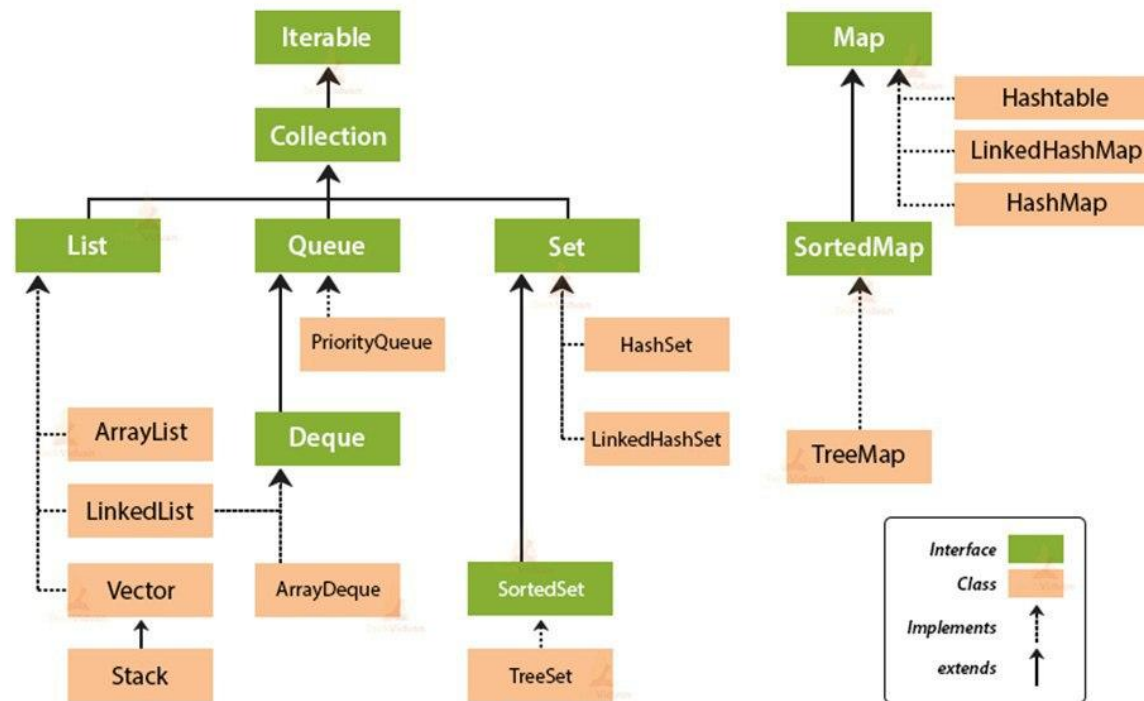 Iterable
Map
Collection
Hashtable
LinkedHashMap
HashMap
List
Queue
Set
SortedMap
PriorityQueue
HashSet
ArrayList
Deque
LinkedHashSet
TreeMap
LinkedList
Vector
ArrayDeque
SortedSet
Stack
TreeSet
Interface
Class
Implements
extends